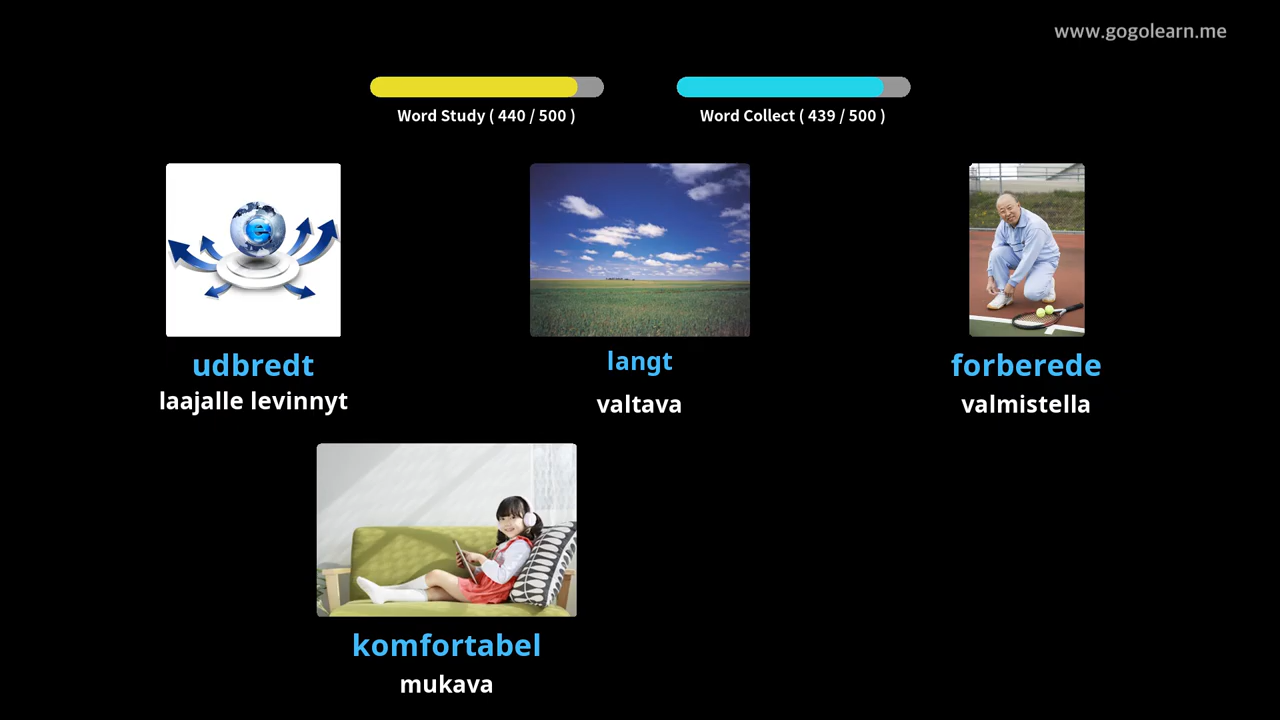 www.gogolearn.me
Word Study ( 440 / 500 )
Word Collect ( 439 / 500 )
e
udbredt
laajalle levinnyt
langt
valtava
forberede
valmistella
komfortabel
mukava